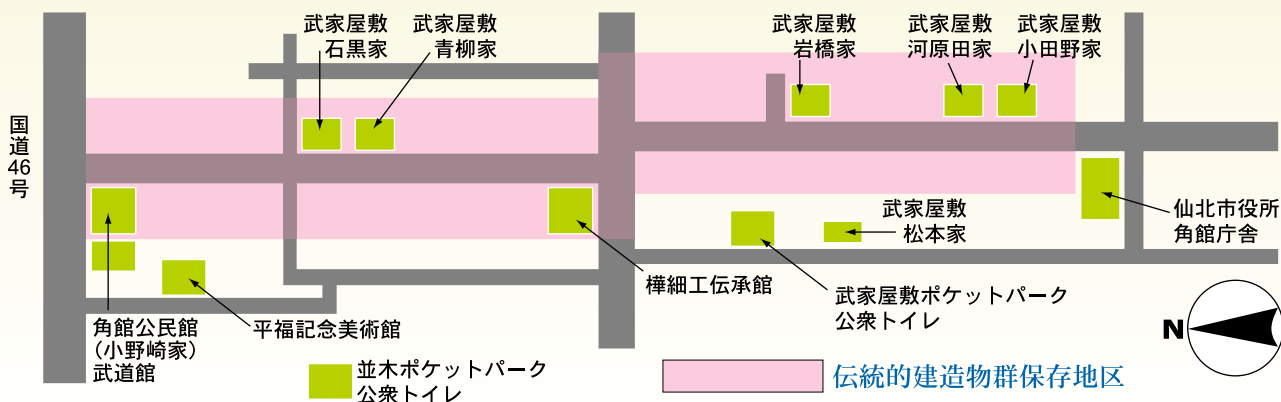 武家屋敷
石黒家
武家屋敷
青柳家
武家屋敷
岩橋家
武家屋敷
河原田家
武家屋敷
小田野家
国道46号
武家屋敷
松本家
仙北市役所
角館庁舎
樺細工伝承館
武家屋敷ポケットパーク
公衆トイレ
角館公民館
(小野崎家)
武道館
平福記念美術館
並木ポケットパーク
公衆トイレ
伝統的建造物群保存地区
N